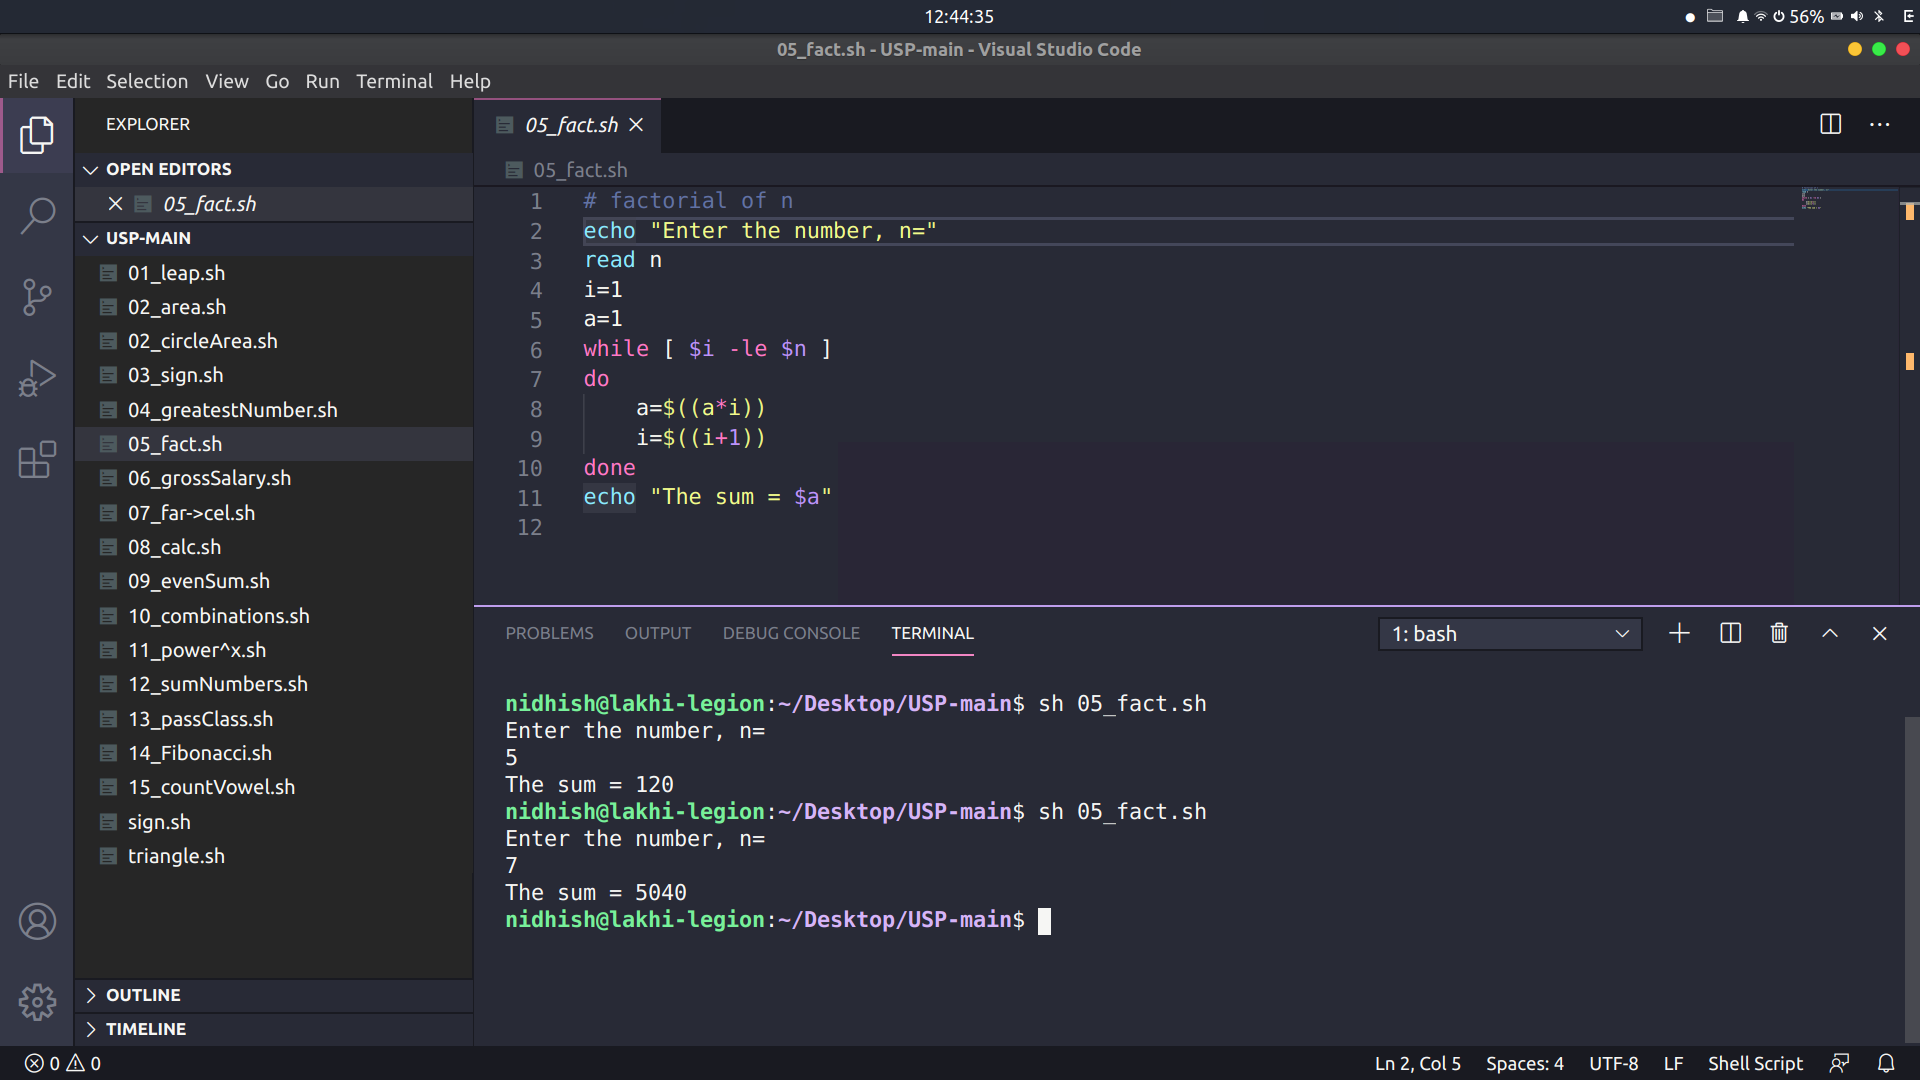 12:44:35
56%
05_fact.sh - USP-main - Visual Studio Code
File Edit Selection View Go Run Terminal Help
EXPLORER
OPEN EDITORS
05_fact.sh
USP-MAIN
01_leap.sh
02_area.sh
02_circleArea.sh
03_sign.sh
04_greatestNumber.sh
05_fact.sh
06_grossSalary.sh
07_far->cel.sh
08_calc.sh
09_evenSum.sh
10_combinations.sh
11_power^x.sh
12_sumNumbers.sh
13_passClass.sh
14_Fibonacci.sh
15_countVowel.sh
sign.sh
triangle.sh
OUTLINE
TIMELINE
05_fact.sh
05_fact.sh
1 # factorial of n
2 echo "Enter the number, n="
3 read n
4 i=1
5 a=1
6 while [ $i -le $n ]
7 do
8     a=$((a*i))
9     i=$((i+1))
10 done
11 echo "The sum = $a"
12
PROBLEMS OUTPUT DEBUG CONSOLE TERMINAL 1: bash
nidhish@lakhi-legion:~/Desktop/USP-main$ sh 05_fact.sh
Enter the number, n=
5
The sum = 120
nidhish@lakhi-legion:~/Desktop/USP-main$ sh 05_fact.sh
Enter the number, n=
7
The sum = 5040
nidhish@lakhi-legion:~/Desktop/USP-main$
0 0 Ln 2, Col 5 Spaces: 4 UTF-8 LF Shell Script